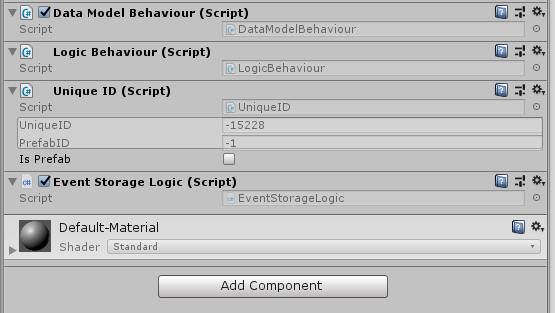 Data Model Behaviour (Script)
Script DataModelBehaviour
Logic Behaviour (Script)
Script LogicBehaviour
Unique ID (Script)
Script UniqueID
UniqueID -15228
PrefabID -1
Is Prefab
Event Storage Logic (Script)
Script EventStorageLogic
Default-Material
Shader Standard
Add Component